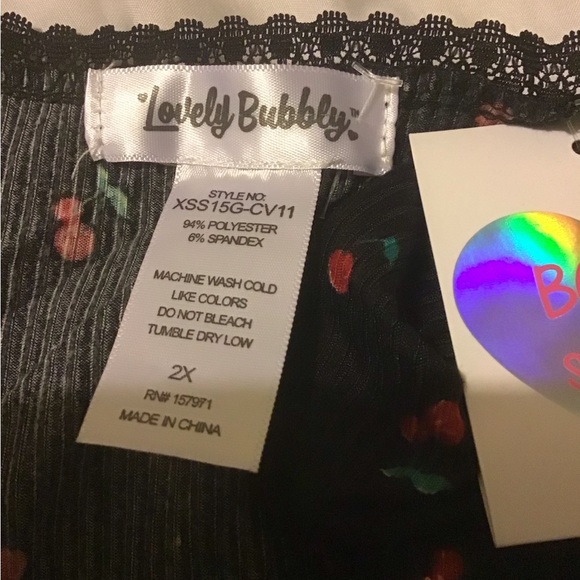 Lovely Bubbly
STYLE NO:
XSS15G-CV11
94% POLYESTER
6% SPANDEX
MACHINE WASH COLD
LIKE COLORS
DO NOT BLEACH
TUMBLE DRY LOW
2X
RN# 157971
MADE IN CHINA